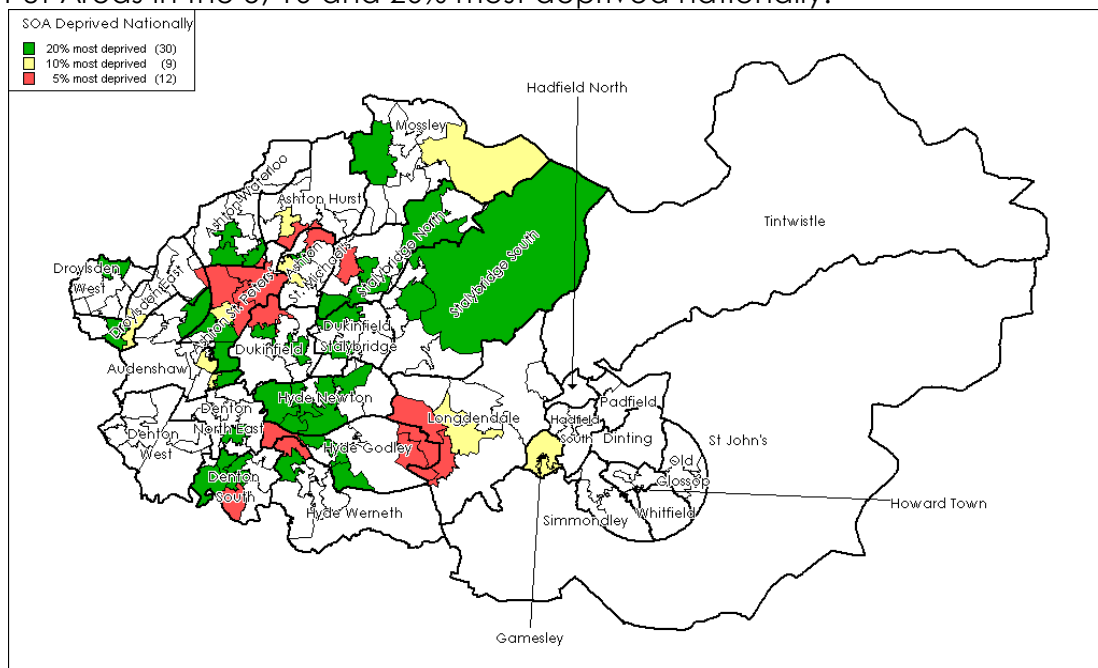 SOA Deprived Nationally
20% most deprived (30)
10% most deprived (9)
5% most deprived (12)
Hadfield North
Mossley
Ashton Waterloo
Ashton Hurst
Tintwistle
Stalybridge North
Stalybridge South
Ashton
St. Michaels
Droylsden
West
Droylsden East
Ashton St. Peters
Dukinfield
Stalybridge
Dukinfield
Audenshaw
Hyde Newton
Longdendale
Padfield
Denton
North East
Denton
West
Hadfield
South
Dinting
St John's
Hyde Godley
Old
Glossop
Denton
South
Howard Town
Hyde Werneth
Simmondley
Whitfield
Gamesley